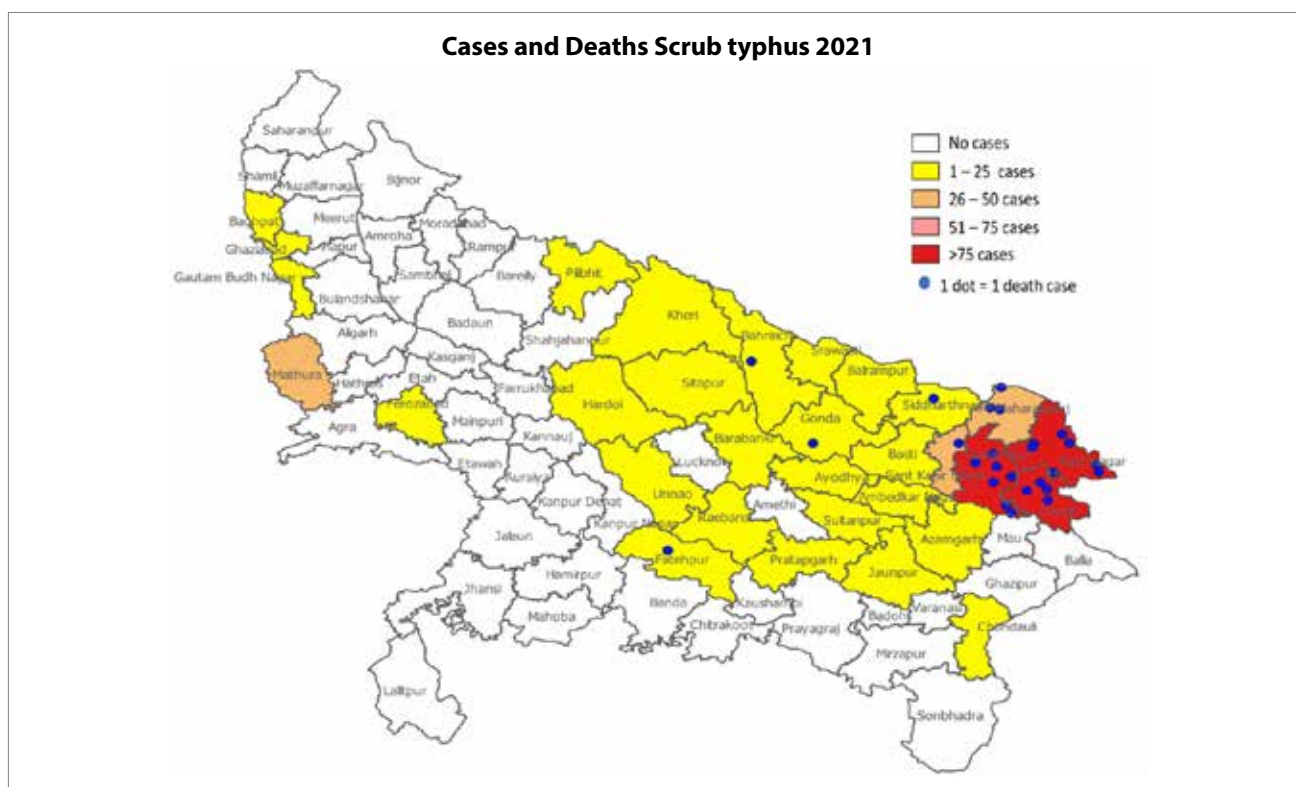 Cases and Deaths Scrub typhus 2021
No cases
1 – 25 cases
26 – 50 cases
51 – 75 cases
>75 cases
1 dot = 1 death case
Saharanpur
Shamli
Muzaffarnagar
Bijnor
Baghpat
Meerut
Ghaziabad
Hapur
Amroha
Moradabad
Rampur
Sambhal
Bareilly
Pilibhit
Gautam Budh Nagar
Bulandshahar
Badaun
Shahjahanpur
Kheri
Bahraich
Srawasti
Balrampur
Aligarh
Kasganj
Mathura
Hathras
Etah
Farrukhabad
Hardoi
Sitapur
Siddharthnagar
Agra
Firozabad
Mainpuri
Kannauj
Gonda
Barabanki
Basti
Etawah
Auraiya
Lucknow
Ayodhya
Sant Kabir
Ambedkar Nagar
Kanpur Dehat
Unnao
Kanpur Nagar
Raebareli
Amethi
Sultanpur
Azamgarh
Mau
Ballia
Jalaun
Fatehpur
Pratapgarh
Jaunpur
Ghazipur
Hamirpur
Jhansi
Banda
Kaushambi
Mahoba
Chitrakoot
Prayagraj
Badohi
Varanasi
Chandauli
Mirzapur
Lalitpur
Sonbhadra